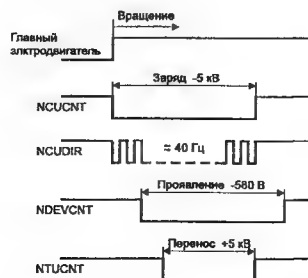 Вращение
Главный
элктродвигатель
Заряд -5 кВ
NCUCNT
NCUDIR
≈ 40 Гц
Проявление -580 В
NDEVCNT
Перенос +5 кВ
NTUCNT